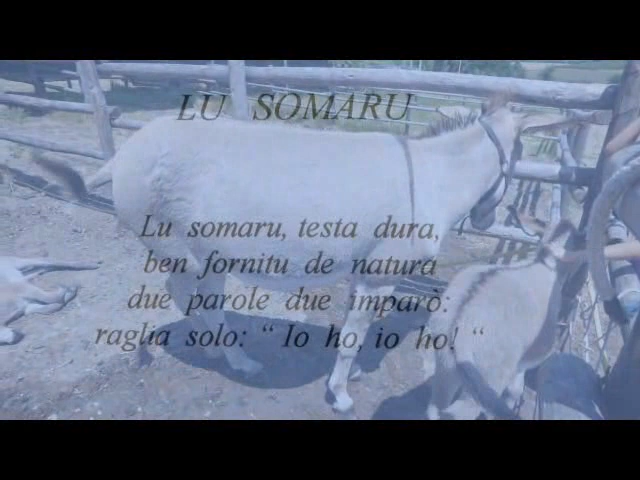 LU SOMARU
Lu somaru, testa dura,
ben fornitu de natura
due parole due imparò:
raglia solo: “ Io ho, io ho! “